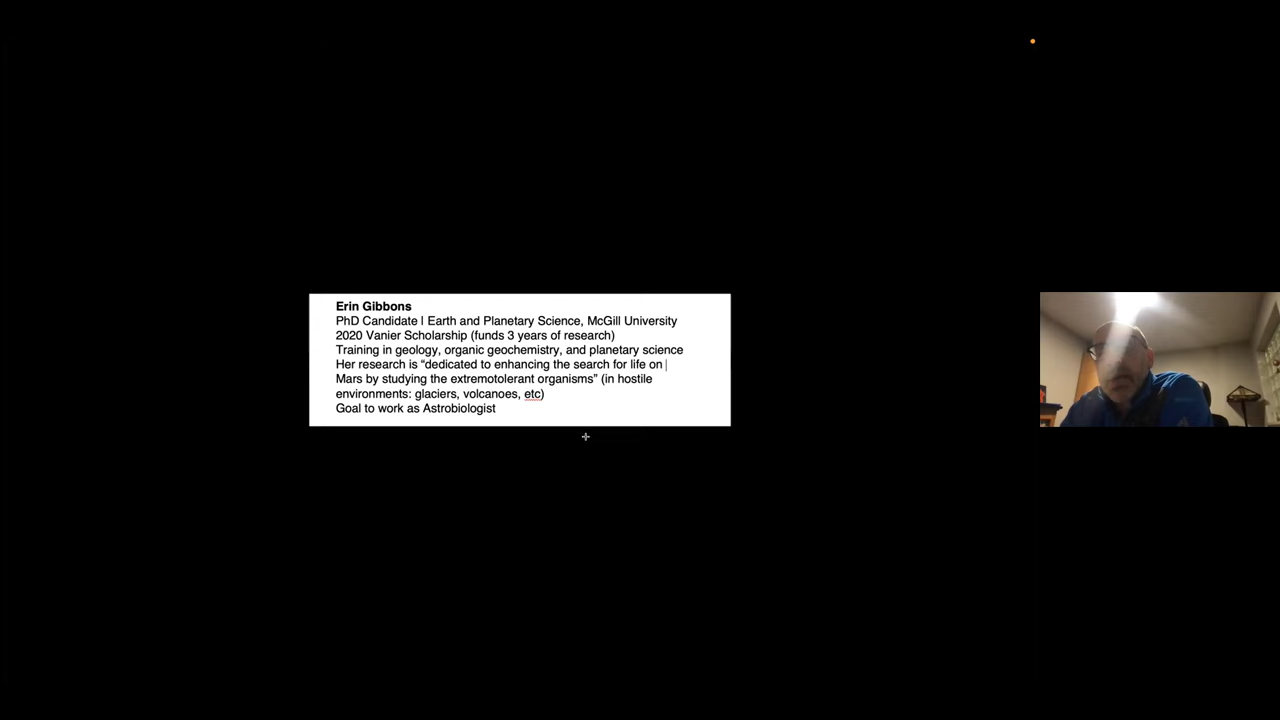 Erin Gibbons
PhD Candidate | Earth and Planetary Science, McGill University
2020 Vanier Scholarship (funds 3 years of research)
Training in geology, organic geochemistry, and planetary science
Her research is “dedicated to enhancing the search for life on
Mars by studying the extremotolerant organisms” (in hostile
environments: glaciers, volcanoes, etc)
Goal to work as Astrobiologist